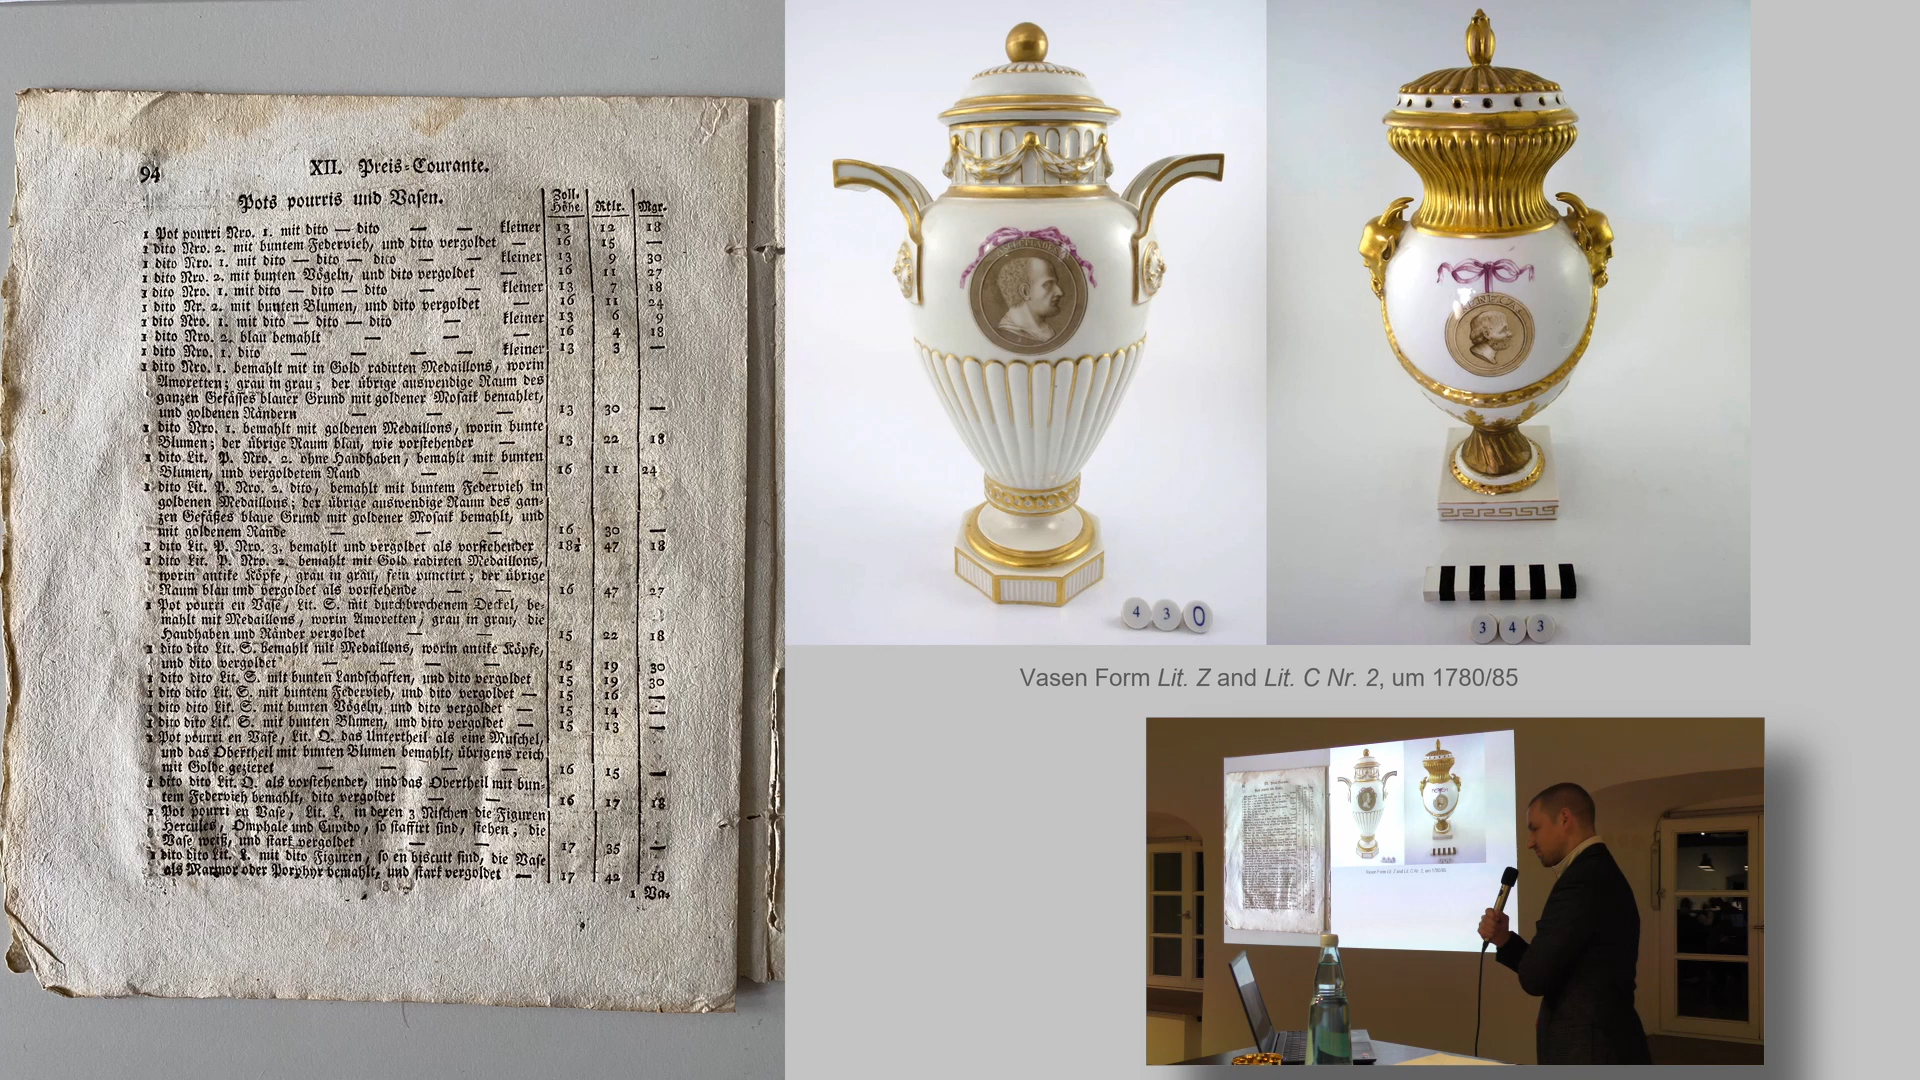 94
XII. Preis-Courante.
Pots pourris und Vasen.
Zoll. Höhe. Rtlr. Mgr.
1 Pot pourri Nro. 1. mit dito — dito — — kleiner 13 12 18
1 dito Nro. 2. mit buntem Federvieh, und dito vergoldet — 16 15 —
1 dito Nro. 1. mit dito — dito — dito — kleiner 13 9 30
1 dito Nro. 2. mit bunten Vögeln, und dito vergoldet — 16 11 27
1 dito Nro. 1. mit dito — dito — dito — kleiner 13 7 18
1 dito Nr. 2. mit bunten Blumen, und dito vergoldet — 16 11 24
1 dito Nro. 1. mit dito — dito — dito — kleiner 13 6 9
1 dito Nro. 2. blau bemahlt — — — 16 4 18
1 dito Nro. 1. dito — — — — kleiner 13 3 —
1 dito Nro. 1. bemahlt mit in Gold radirten Medaillons, worin
Amoretten; grau in grau; der übrige auswendige Raum des
ganzen Gefässes blauer Grund mit goldener Mosaik bemahlet,
und goldenen Rändern — — — 13 30 —
1 dito Nro. 1. bemahlt mit goldenen Medaillons, worin bunte
Blumen; der übrige Raum blau, wie vorstehender — 13 22 18
1 dito Lit. P. Nro. 2. ohne Handhaben, bemahlt mit bunten
Blumen, und vergoldetem Rand — — 16 11 24
1 dito Lit. P. Nro. 2. dito, bemahlt mit buntem Federvieh in
goldenen Medaillons; der übrige auswendige Raum des gan-
zen Gefäßes blaue Grund mit goldener Mosaik bemahlt, und
mit goldenem Rande — — — 16 30 —
1 dito Lit. P. Nro. 3. bemahlt und vergoldet als vorstehender 18½ 47 18
1 dito Lit. P. Nro. 2. bemahlt mit Gold radirten Medaillons,
worin antike Köpfe, grau in grau, fein punctirt; der übrige
Raum blau und vergoldet als vorstehende — — 16 47 27
1 Pot pourri en Vase, Lit. S. mit durchbrochenem Deckel, be-
mahlt mit Medaillons, worin Amoretten, grau in grau, die
Handhaben und Ränder vergoldet — — 15 22 18
1 dito dito Lit. S. bemahlt mit Medaillons, worin antike Köpfe,
und dito vergoldet — — — — 15 19 30
1 dito dito Lit. S. mit bunten Landschaften, und dito vergoldet 15 19 30
1 dito dito Lit. S. mit buntem Federvieh, und dito vergoldet — 15 16 —
1 dito dito Lit. S. mit bunten Vögeln, und dito vergoldet — 15 14 —
1 dito dito Lit. S. mit bunten Blumen, und dito vergoldet — 15 13 —
1 Pot pourri en Vase, Lit. Q. das Untertheil als eine Muschel,
und das Obertheil mit bunten Blumen bemahlt, übrigens reich
mit Golde gezieret — — — — 16 15 —
1 dito dito Lit. Q. als vorstehender, und das Obertheil mit bun-
tem Federvieh bemahlt, dito vergoldet — — 16 17 18
1 Pot pourri en Vase, Lit. L. in deren 3 Nischen die Figuren
Hercules, Omphale und Cupido, so staffirt sind, stehen; die
Vase weiß, und stark vergoldet — — — 17 35 —
1 dito dito Lit. L. mit dito Figuren, so en biscuit sind, die Vase
als Marmor oder Porphyr bemahlt, und stark vergoldet — 17 42 18
1 Va-
SENECA
4 3 0
3 4 3
Vasen Form Lit. Z and Lit. C Nr. 2, um 1780/85
Vasen Form Lit. Z and Lit. C Nr. 2, um 1780/85